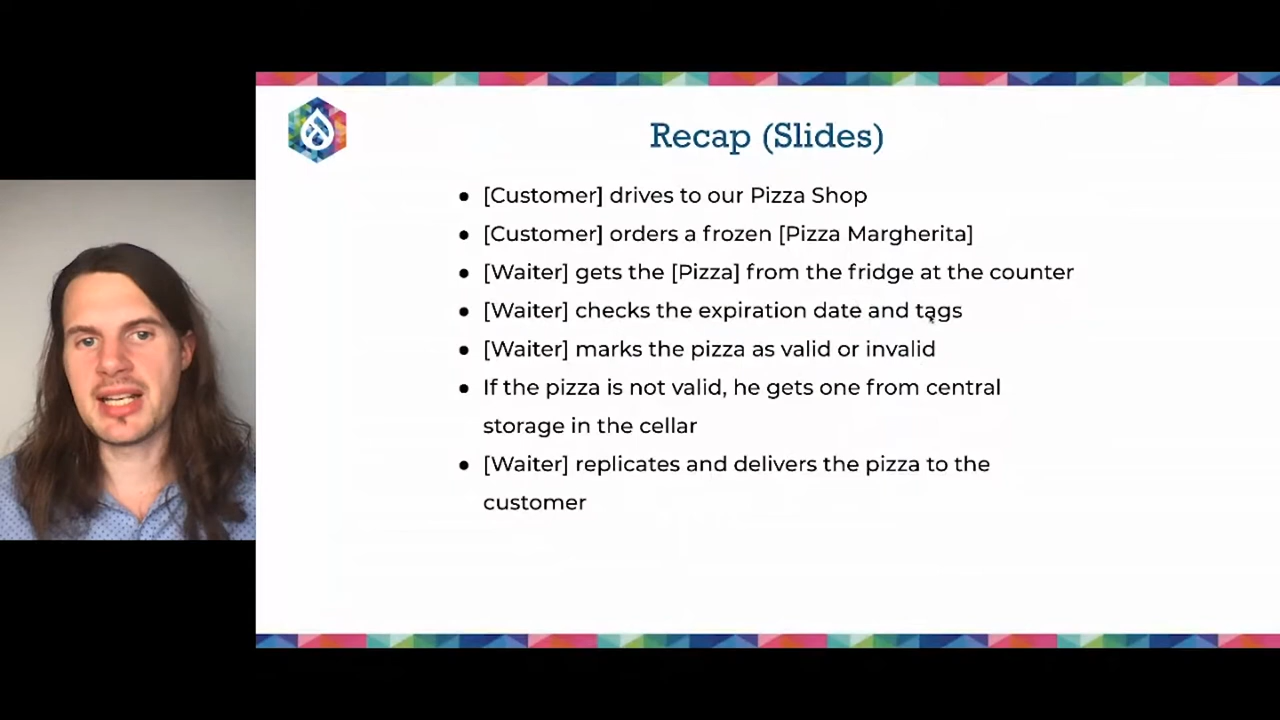 Recap (Slides)
● [Customer] drives to our Pizza Shop
● [Customer] orders a frozen [Pizza Margherita]
● [Waiter] gets the [Pizza] from the fridge at the counter
● [Waiter] checks the expiration date and tags
● [Waiter] marks the pizza as valid or invalid
● If the pizza is not valid, he gets one from central
storage in the cellar
● [Waiter] replicates and delivers the pizza to the
customer